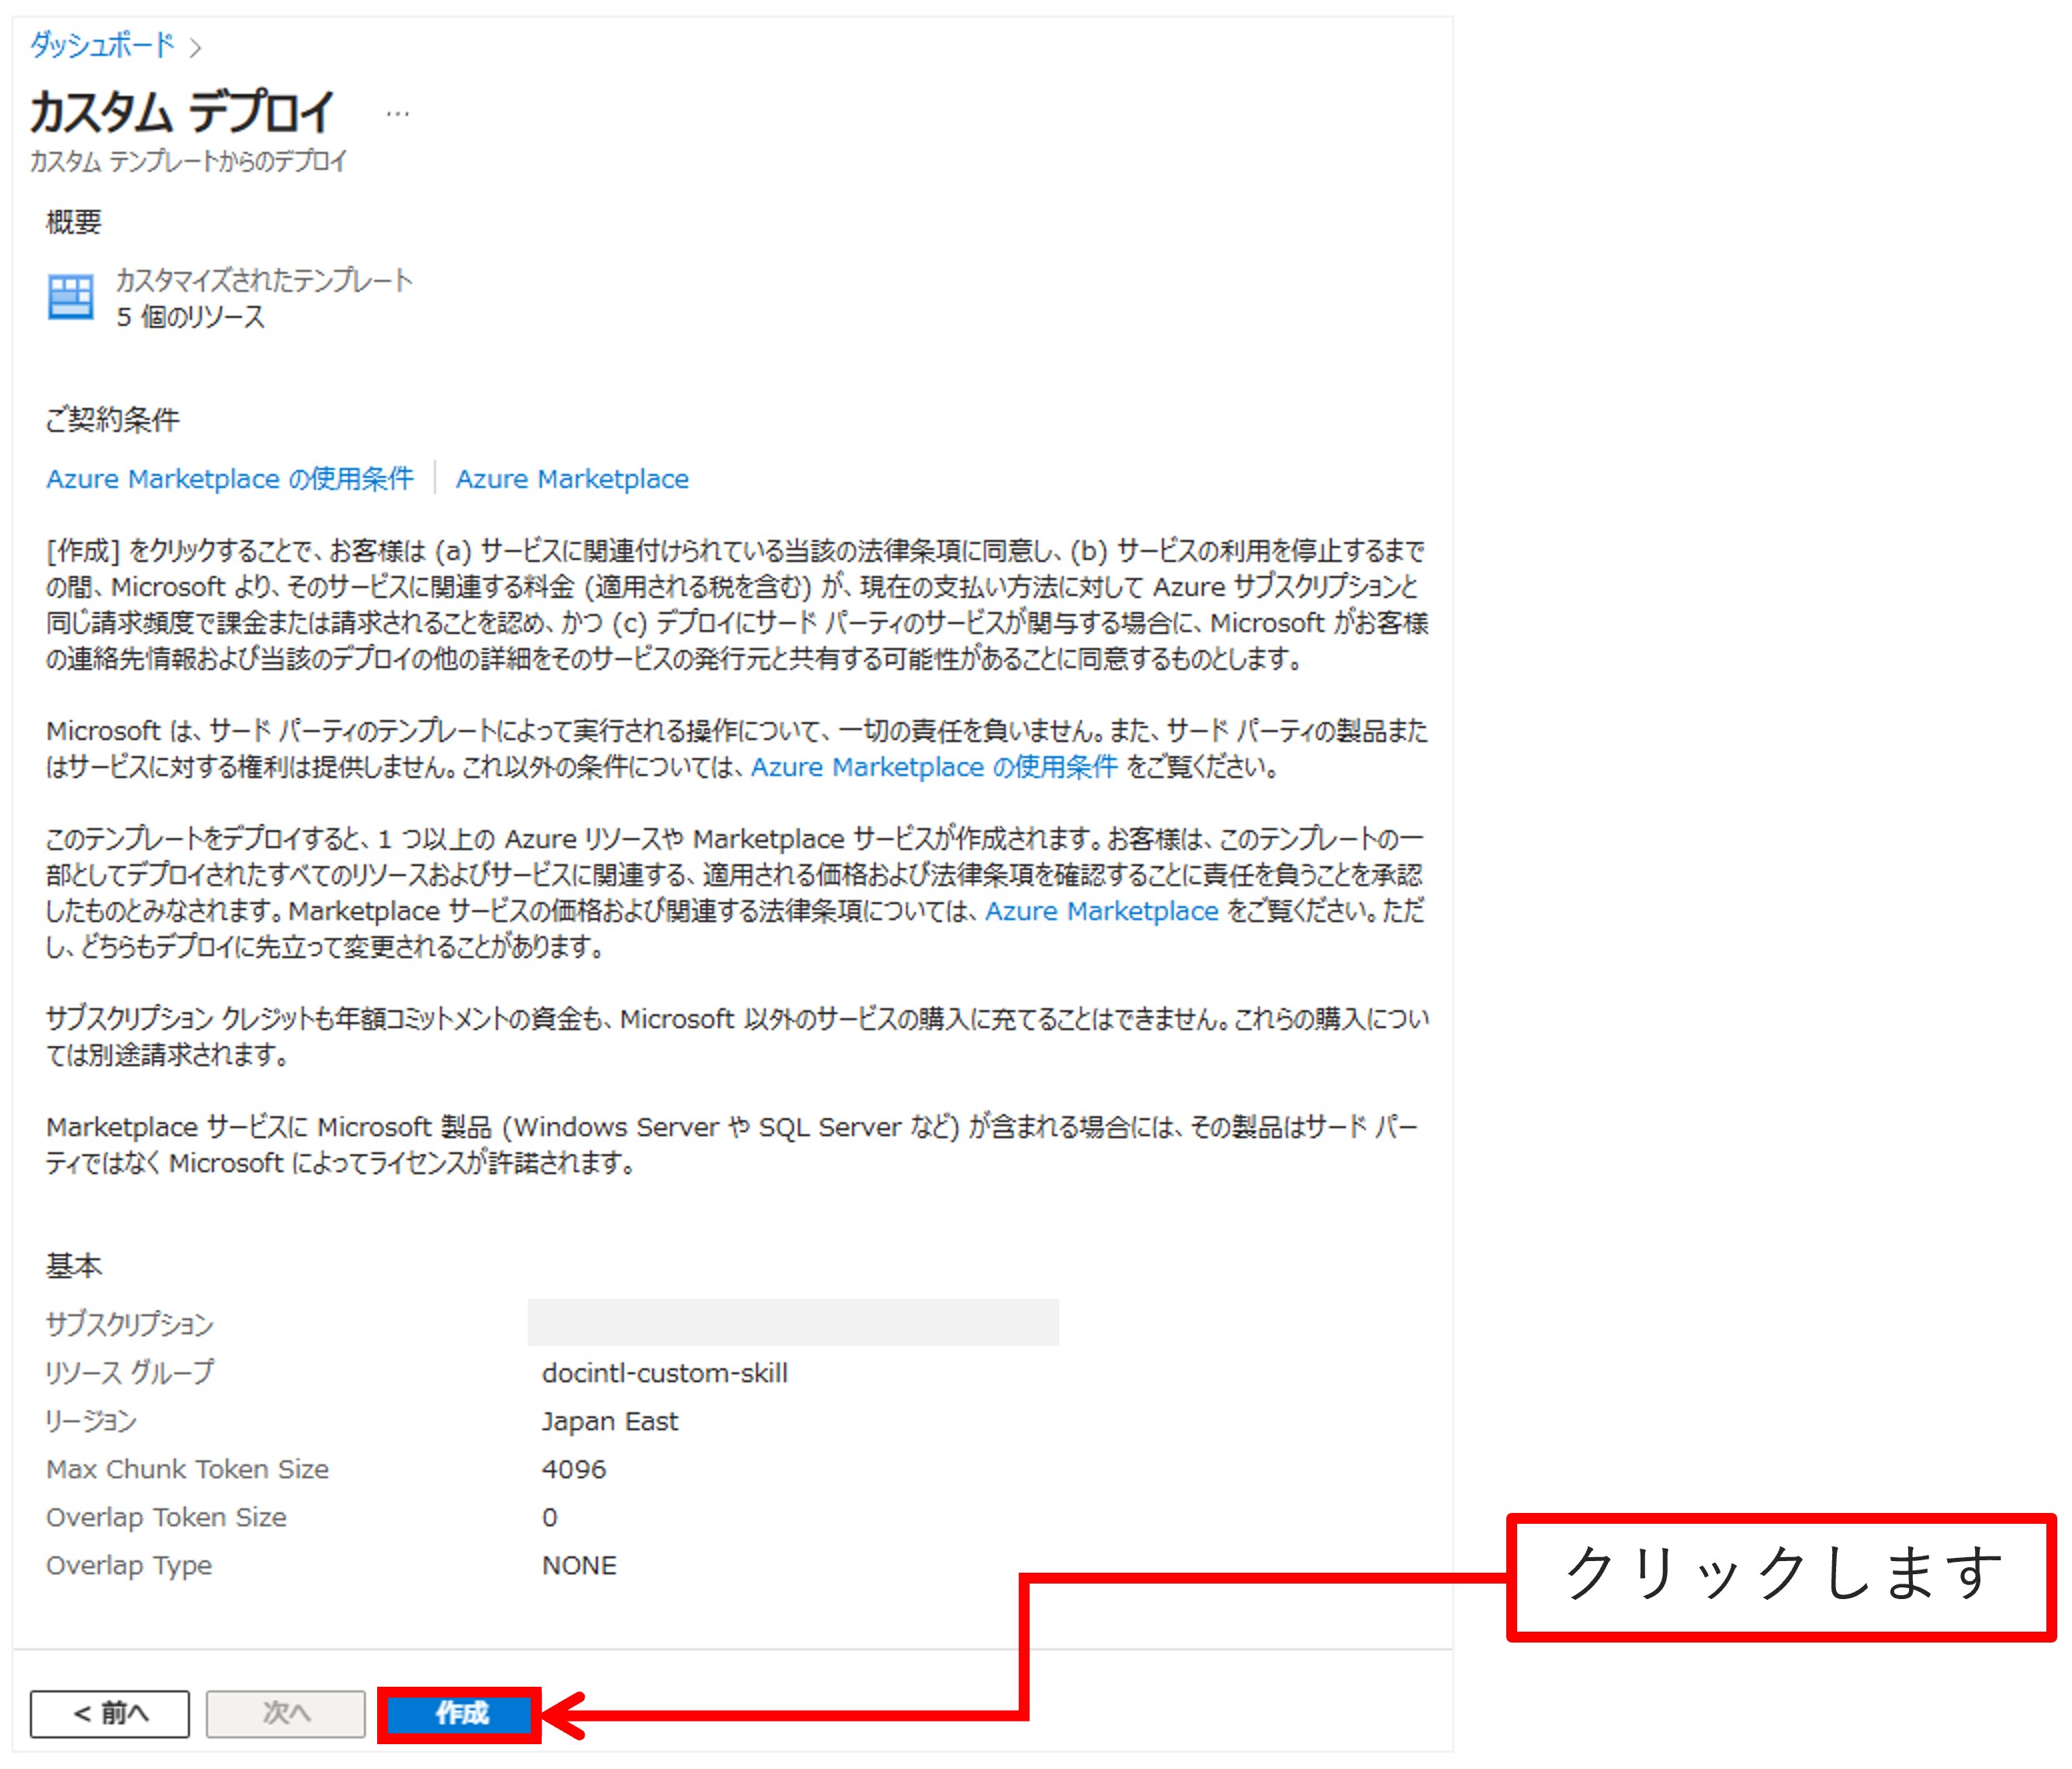 ダッシュボード >
カスタム デプロイ ...
カスタム テンプレートからのデプロイ
概要
カスタマイズされたテンプレート
5 個のリソース
ご契約条件
Azure Marketplace の使用条件 | Azure Marketplace
[作成] をクリックすることで、お客様は (a) サービスに関連付けられている当該の法律条項に同意し、(b) サービスの利用を停止するまで
の間、Microsoft より、そのサービスに関連する料金 (適用される税を含む) が、現在の支払い方法に対して Azure サブスクリプションと
同じ請求頻度で課金または請求されることを認め、かつ (c) デプロイにサード パーティのサービスが関与する場合に、Microsoft がお客様
の連絡先情報および当該のデプロイの他の詳細をそのサービスの発行元と共有する可能性があることに同意するものとします。
Microsoft は、サード パーティのテンプレートによって実行される操作について、一切の責任を負いません。また、サード パーティの製品また
はサービスに対する権利は提供しません。これ以外の条件については、Azure Marketplace の使用条件 をご覧ください。
このテンプレートをデプロイすると、1 つ以上の Azure リソースや Marketplace サービスが作成されます。お客様は、このテンプレートの一
部としてデプロイされたすべてのリソースおよびサービスに関連する、適用される価格および法律条項を確認することに責任を負うことを承認
したものとみなされます。Marketplace サービスの価格および関連する法律条項については、Azure Marketplace をご覧ください。ただ
し、どちらもデプロイに先立って変更されることがあります。
サブスクリプション クレジットも年額コミットメントの資金も、Microsoft 以外のサービスの購入に充てることはできません。これらの購入につい
ては別途請求されます。
Marketplace サービスに Microsoft 製品 (Windows Server や SQL Server など) が含まれる場合には、その製品はサード パー
ティではなく Microsoft によってライセンスが許諾されます。
基本
サブスクリプション
リソース グループ docintl-custom-skill
リージョン Japan East
Max Chunk Token Size 4096
Overlap Token Size 0
Overlap Type NONE
クリックします
< 前へ 次へ 作成